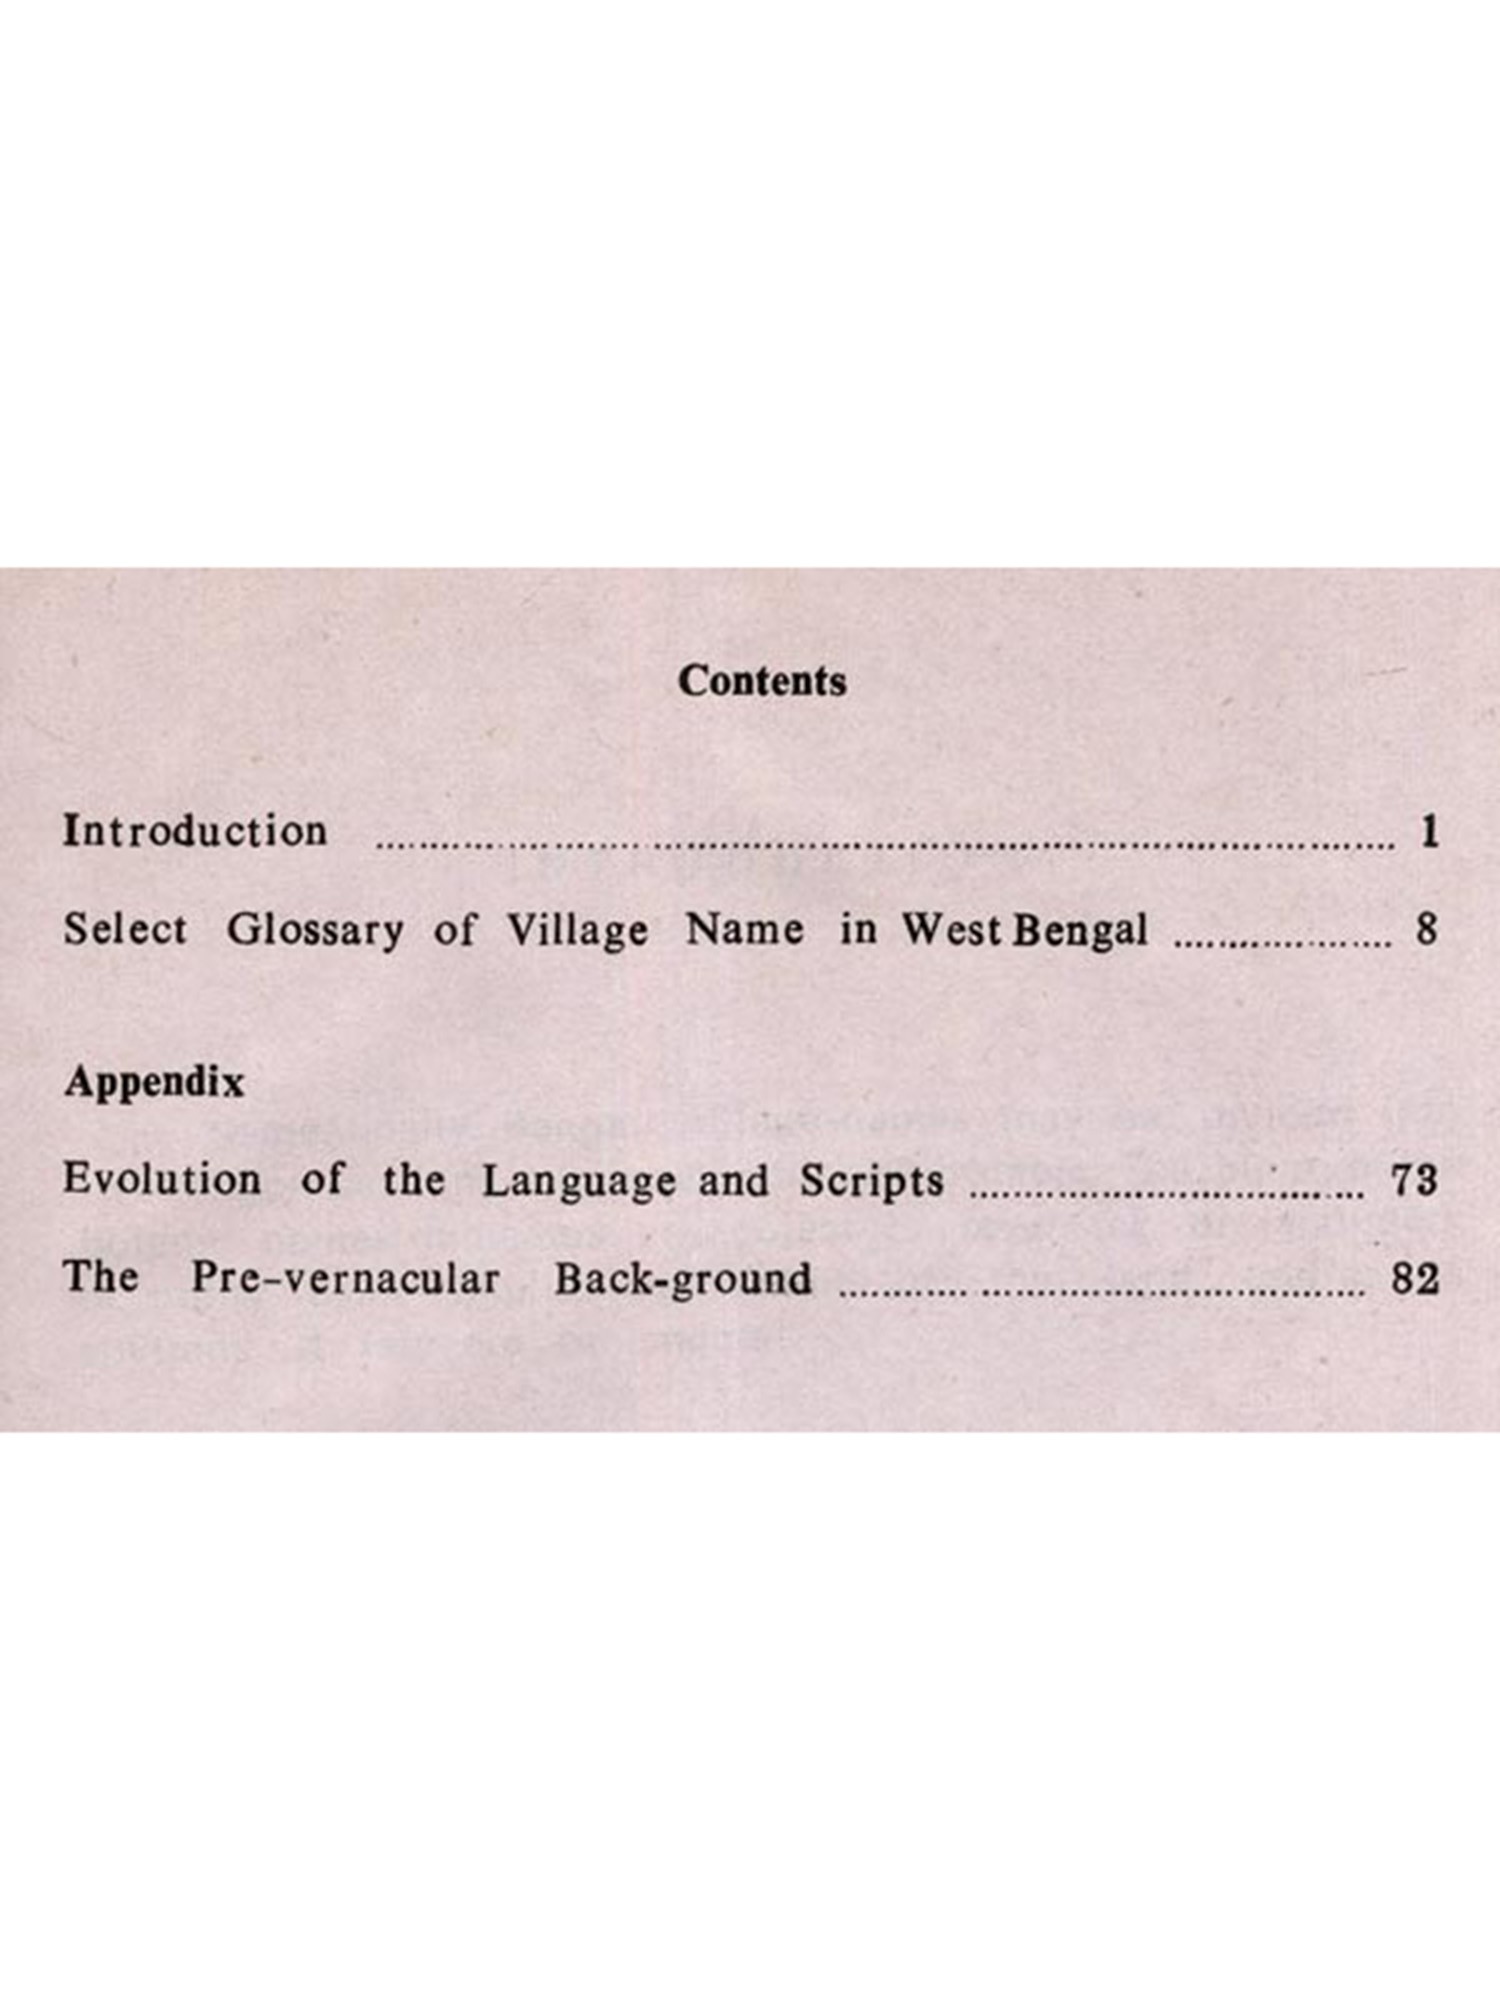 Contents
Introduction ........................................ 1
Select Glossary of Village Name in West Bengal .................... 8
Appendix
Evolution of the Language and Scripts .............................. 73
The Pre-vernacular Back-ground ........................................ 82